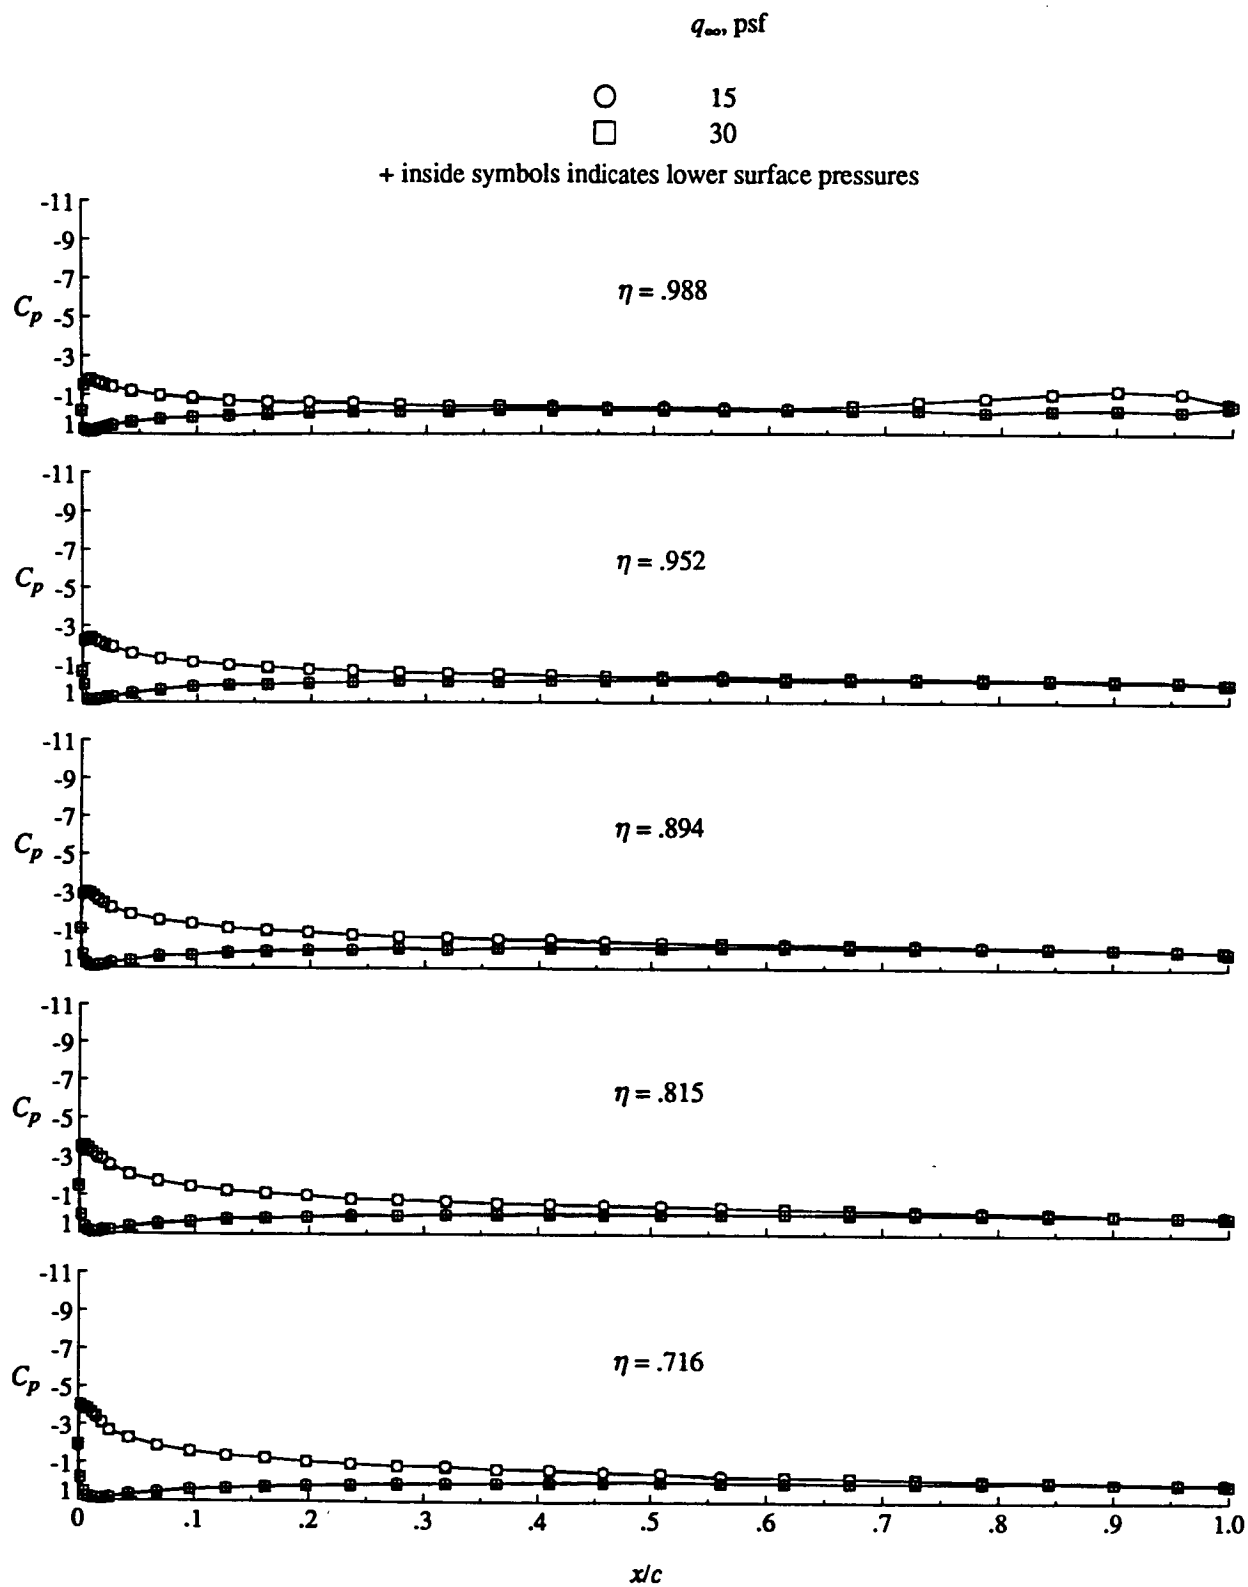 q∞, psf
15
30
+ inside symbols indicates lower surface pressures
-11
-9
-7
η = .988
Cp -5
-3
-1
1
-11
-9
-7
η = .952
Cp -5
-3
-1
1
-11
-9
-7
η = .894
Cp -5
-3
-1
1
-11
-9
-7
η = .815
Cp -5
-3
-1
1
-11
-9
-7
η = .716
Cp -5
-3
-1
1
0 .1 .2 .3 .4 .5 .6 .7 .8 .9 1.0
x/c